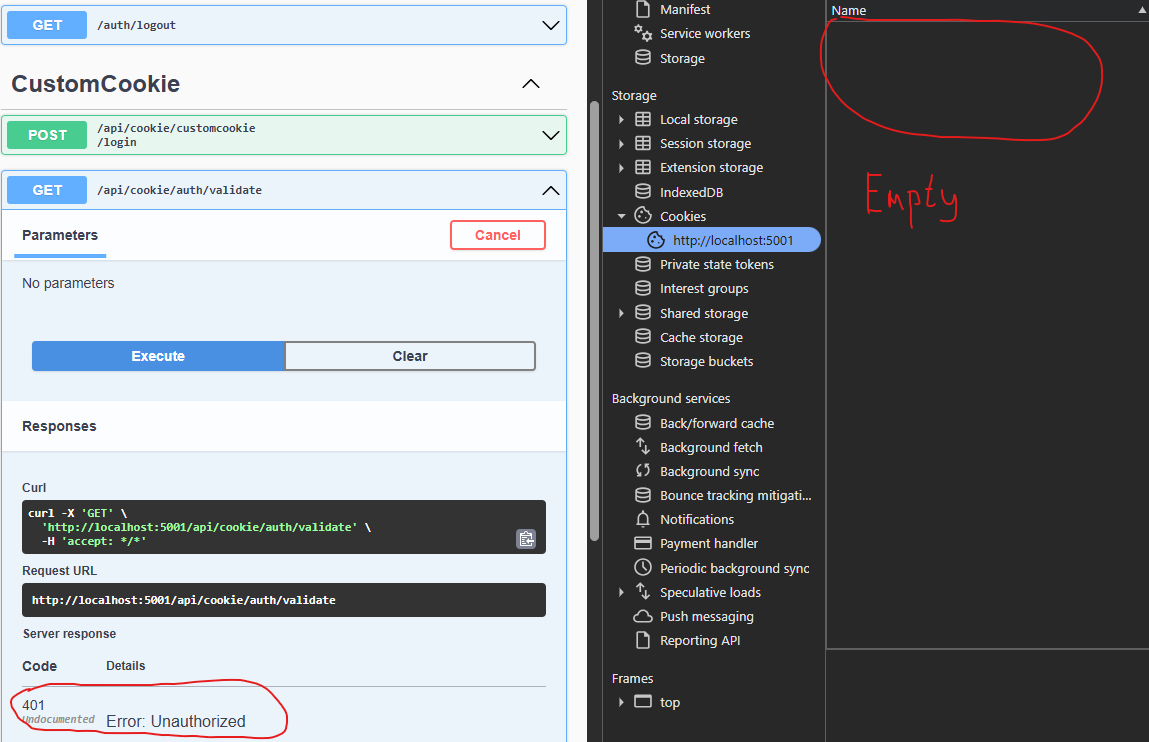 GET /auth/logout
CustomCookie
POST /api/cookie/customcookie
/login
GET /api/cookie/auth/validate
Parameters Cancel
No parameters
Execute Clear
Responses
Curl
curl -X 'GET' \
'http://localhost:5001/api/cookie/auth/validate' \
-H 'accept: */*'
Request URL
http://localhost:5001/api/cookie/auth/validate
Server response
Code Details
401
Undocumented Error: Unauthorized
Manifest
Service workers
Storage
Storage
Local storage
Session storage
Extension storage
IndexedDB
Cookies
http://localhost:5001
Private state tokens
Interest groups
Shared storage
Cache storage
Storage buckets
Background services
Back/forward cache
Background fetch
Background sync
Bounce tracking mitigati...
Notifications
Payment handler
Periodic background sync
Speculative loads
Push messaging
Reporting API
Frames
top
Name
Empty